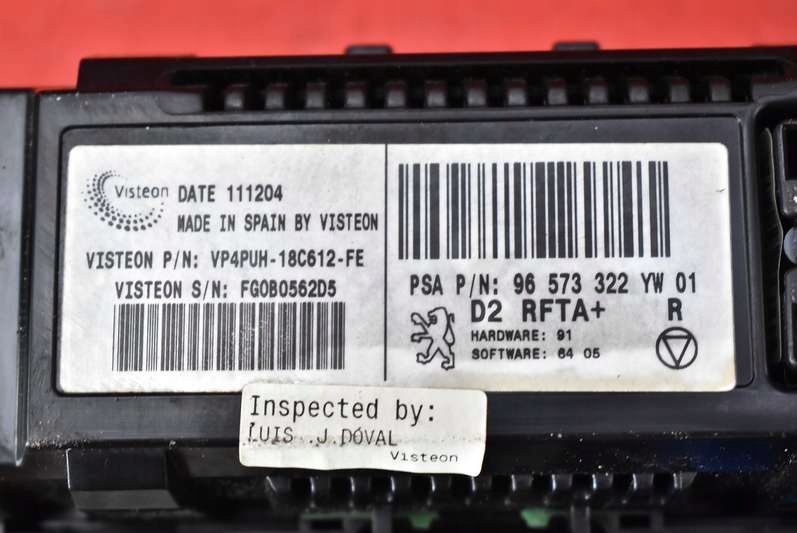 Visteon DATE 111204
MADE IN SPAIN BY VISTEON
VISTEON P/N: VP4PUH-18C612-FE
VISTEON S/N: FG0B0562D5
PSA P/N: 96 573 322 YW 01
D2 RFTA+ R
HARDWARE: 91
SOFTWARE: 64 05
Inspected by:
LUIS .J.DOVAL
Visteon